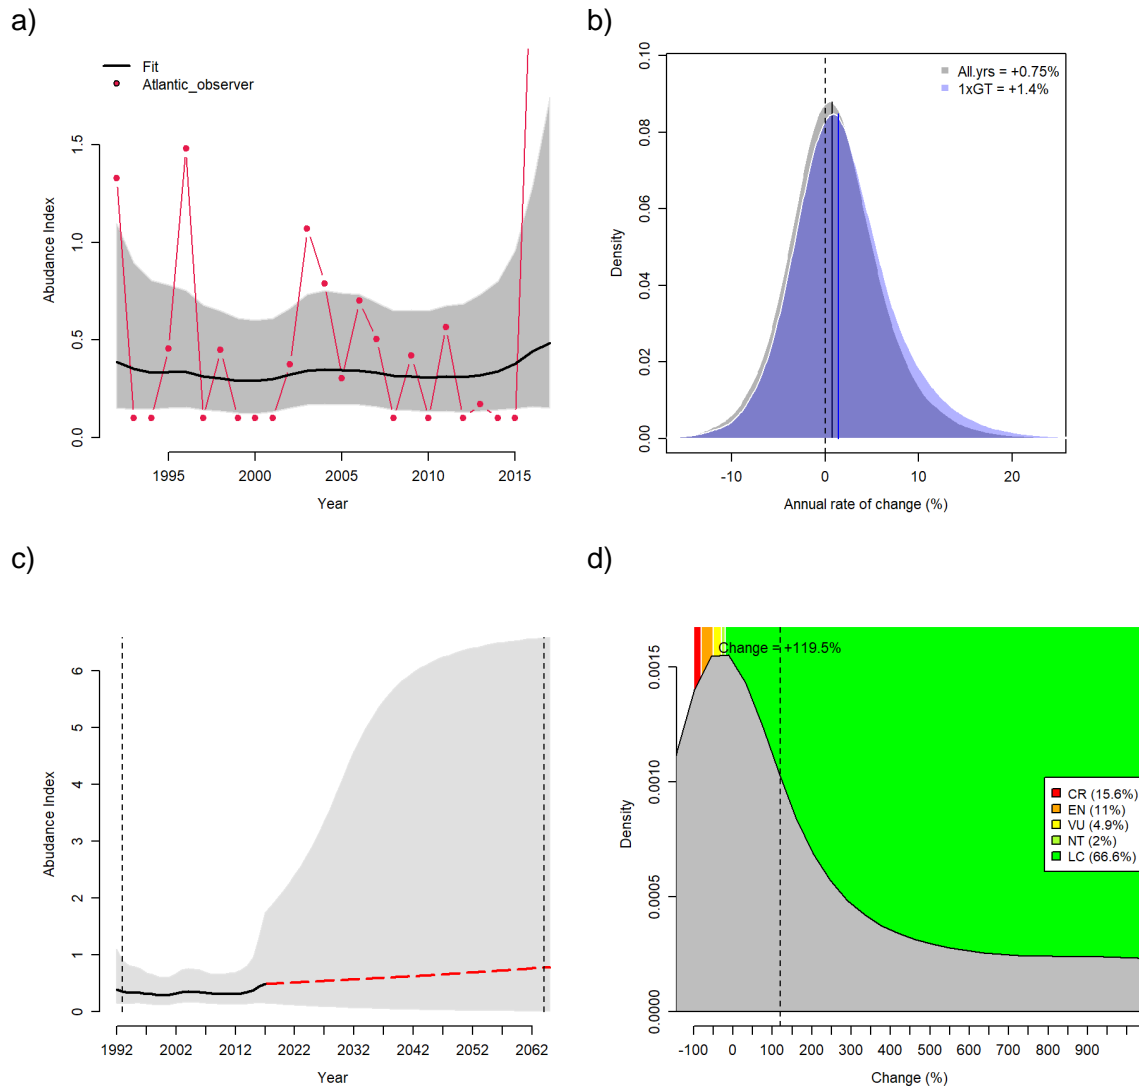 a)
Fit
Atlantic_observer
Abudance Index
0.0
0.5
1.0
1.5
1995
2000
2005
2010
2015
Year
b)
All.yrs = +0.75%
1xGT = +1.4%
Density
0.00
0.02
0.04
0.06
0.08
0.10
-10
0
10
20
Annual rate of change (%)
c)
Abudance Index
0
1
2
3
4
5
6
1992
2002
2012
2022
2032
2042
2052
2062
Year
d)
Change = +119.5%
Density
0.0000
0.0005
0.0010
0.0015
CR (15.6%)
EN (11%)
VU (4.9%)
NT (2%)
LC (66.6%)
-100
0
100
200
300
400
500
600
700
800
900
Change (%)